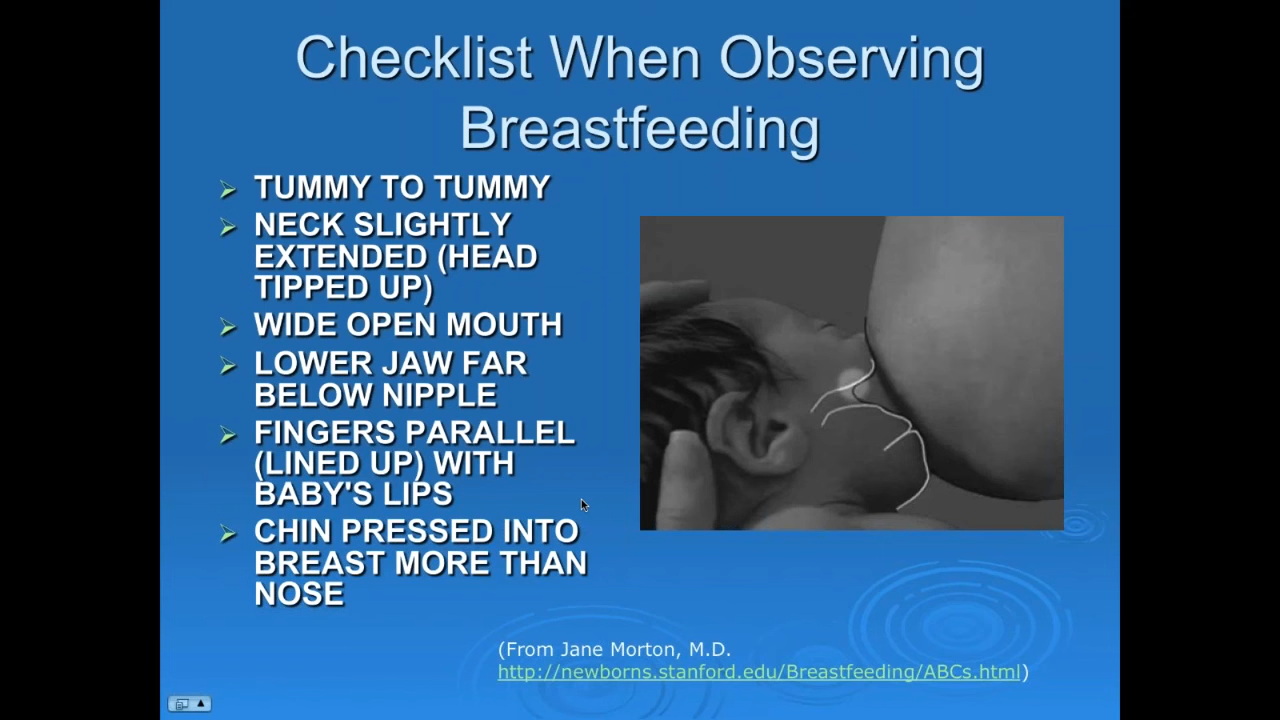 Checklist When Observing
Breastfeeding
TUMMY TO TUMMY
NECK SLIGHTLY
EXTENDED (HEAD
TIPPED UP)
WIDE OPEN MOUTH
LOWER JAW FAR
BELOW NIPPLE
FINGERS PARALLEL
(LINED UP) WITH
BABY'S LIPS
CHIN PRESSED INTO
BREAST MORE THAN
NOSE
(From Jane Morton, M.D.
http://newborns.stanford.edu/Breastfeeding/ABCs.html)